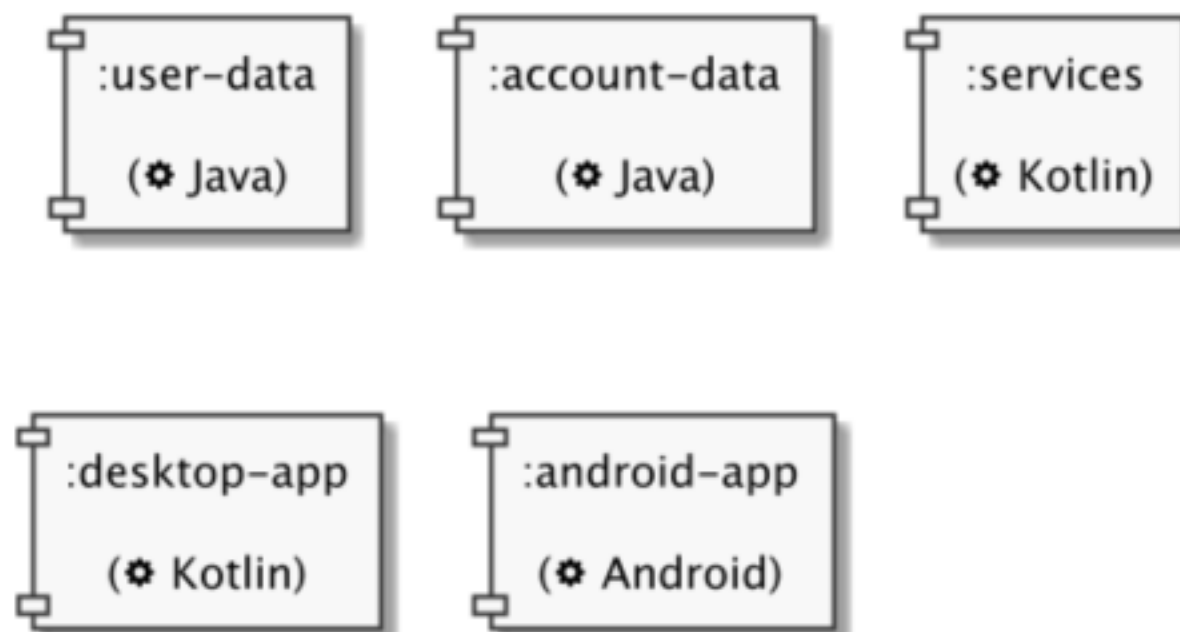 :user-data
(⚙ Java)
:account-data
(⚙ Java)
:services
(⚙ Kotlin)
:desktop-app
(⚙ Kotlin)
:android-app
(⚙ Android)